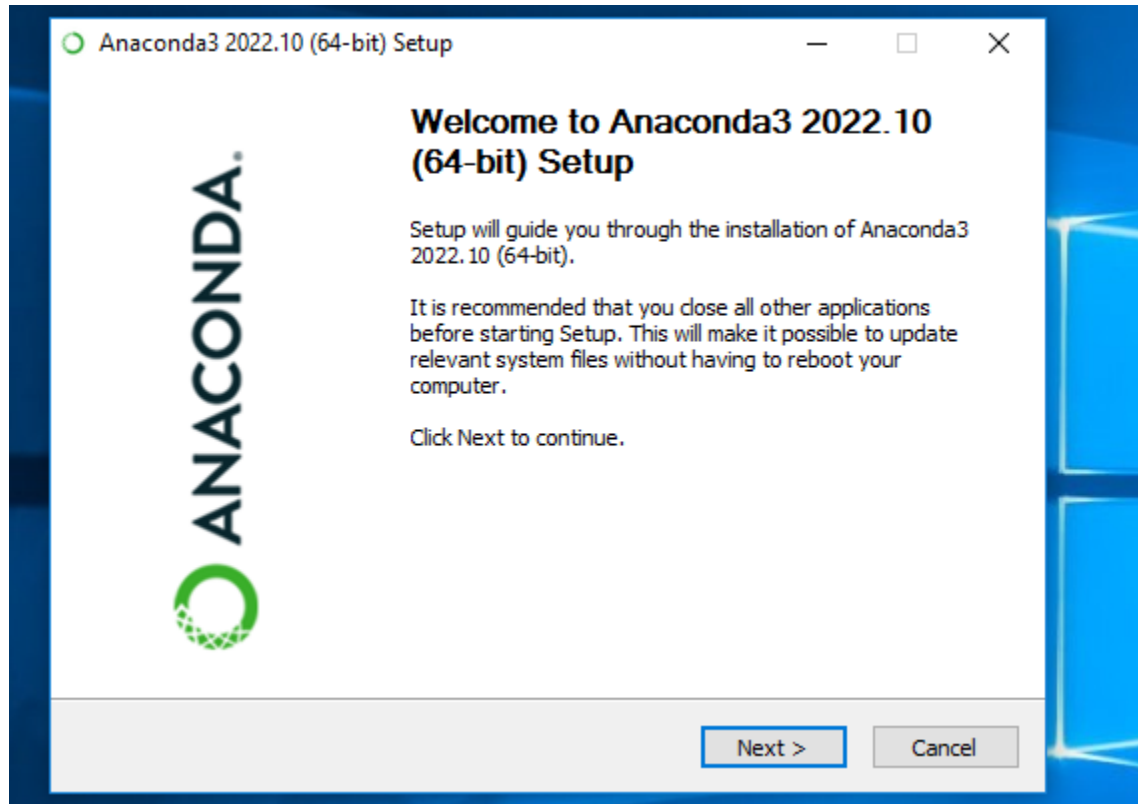 Anaconda3 2022.10 (64-bit) Setup
Welcome to Anaconda3 2022.10
(64-bit) Setup
ANACONDA.
Setup will guide you through the installation of Anaconda3
2022.10 (64-bit).
It is recommended that you close all other applications
before starting Setup. This will make it possible to update
relevant system files without having to reboot your
computer.
Click Next to continue.
Next >
Cancel